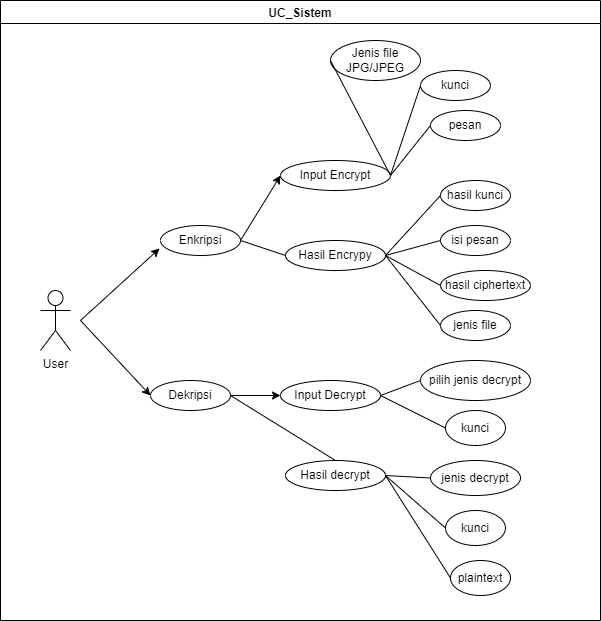 UC_Sistem
Jenis file
JPG/JPEG
kunci
pesan
Input Encrypt
hasil kunci
Enkripsi
isi pesan
Hasil Encrypy
hasil ciphertext
jenis file
User
pilih jenis decrypt
Dekripsi
Input Decrypt
kunci
Hasil decrypt
jenis decrypt
kunci
plaintext